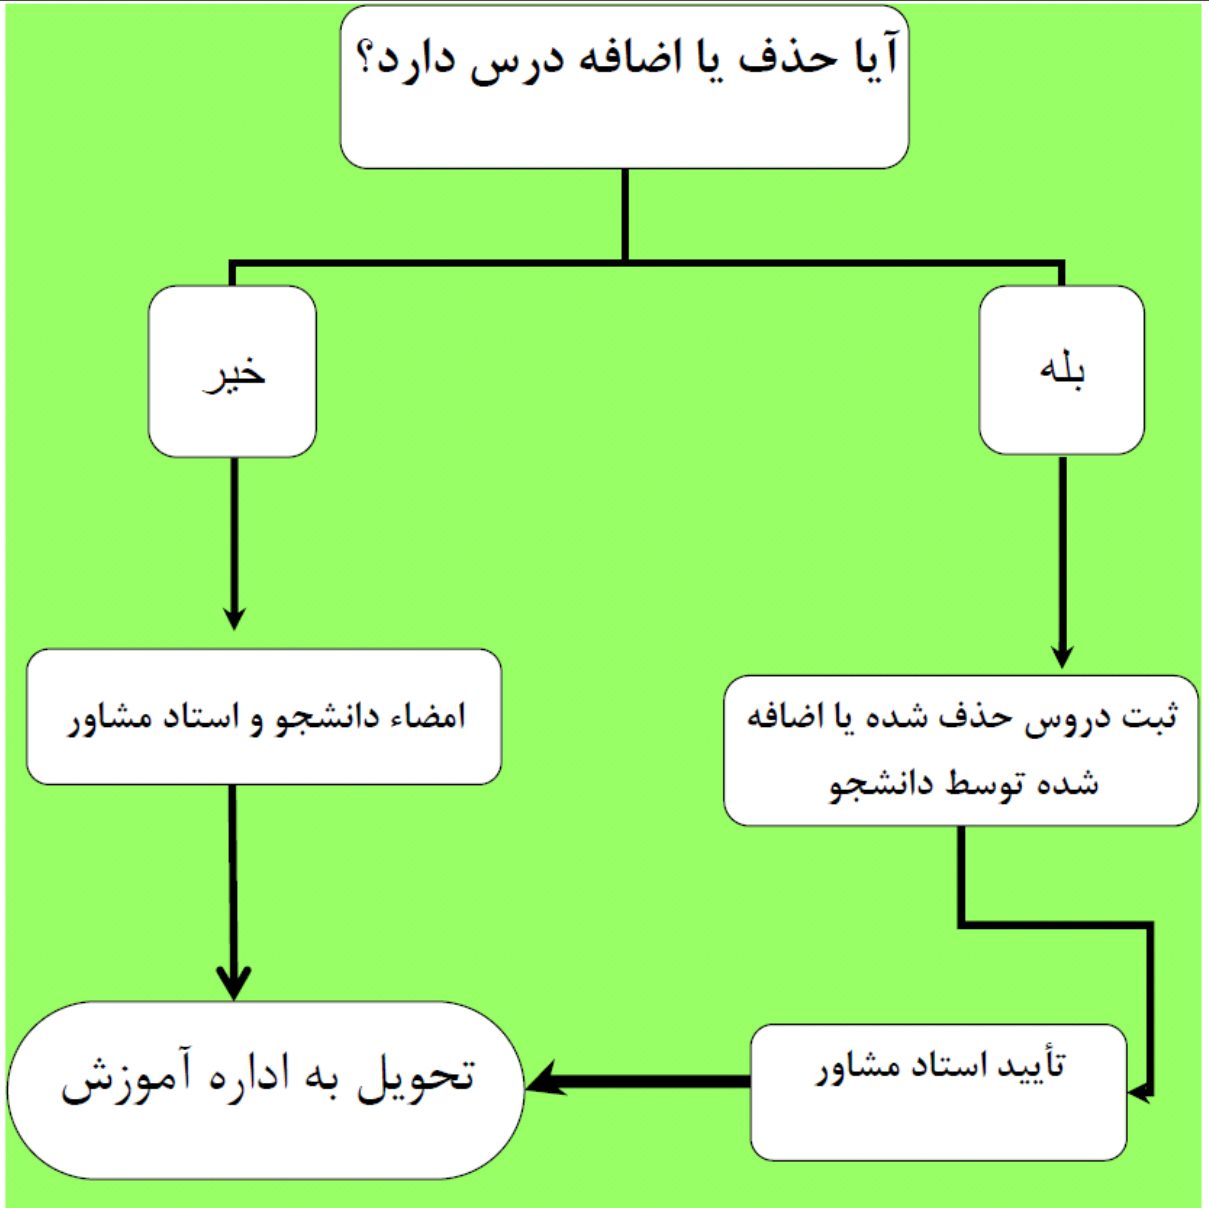 آیا حذف یا اضافه درس دارد؟
بله
خیر
ثبت دروس حذف شده یا اضافه
شده توسط دانشجو
امضاء دانشجو و استاد مشاور
تأیید استاد مشاور
تحویل به اداره آموزش